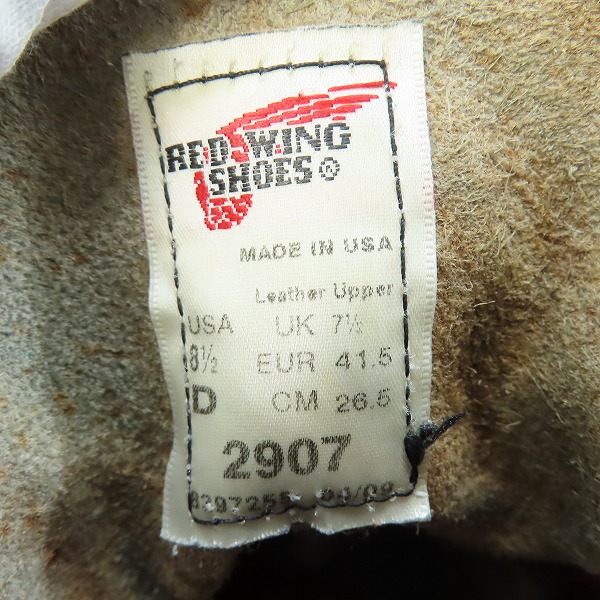 RED WING
SHOES®
MADE IN USA
Leather Upper
USA UK 7½
8½ EUR 41.5
D CM 26.5
2907